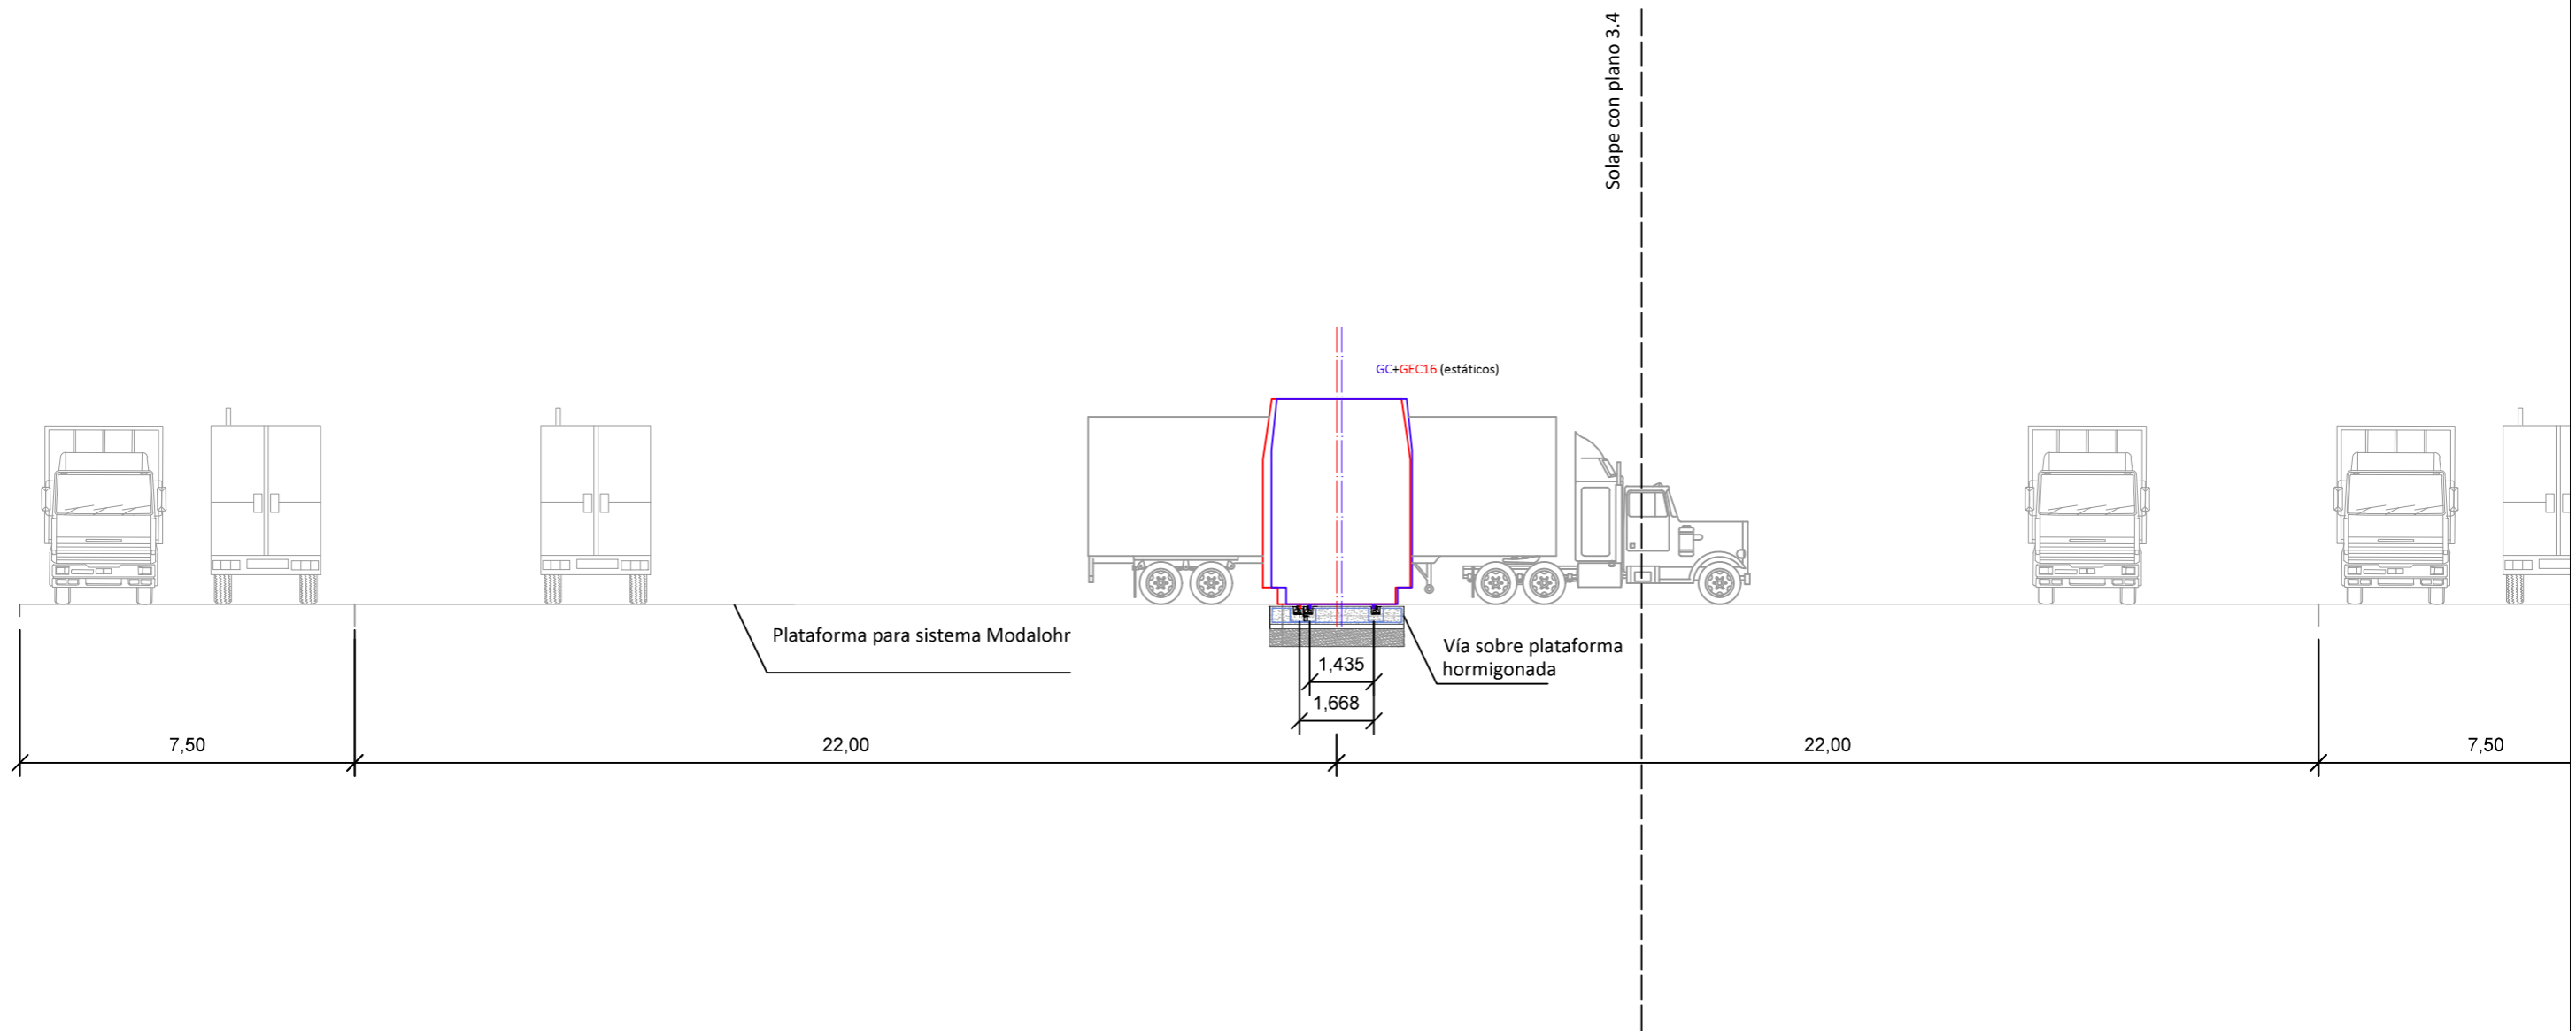 Solape con plano 3.4
GC+GEC16 (estáticos)
Plataforma para sistema Modalohr
Vía sobre plataforma
hormigonada
1,435
1,668
7,50
22,00
22,00
7,50